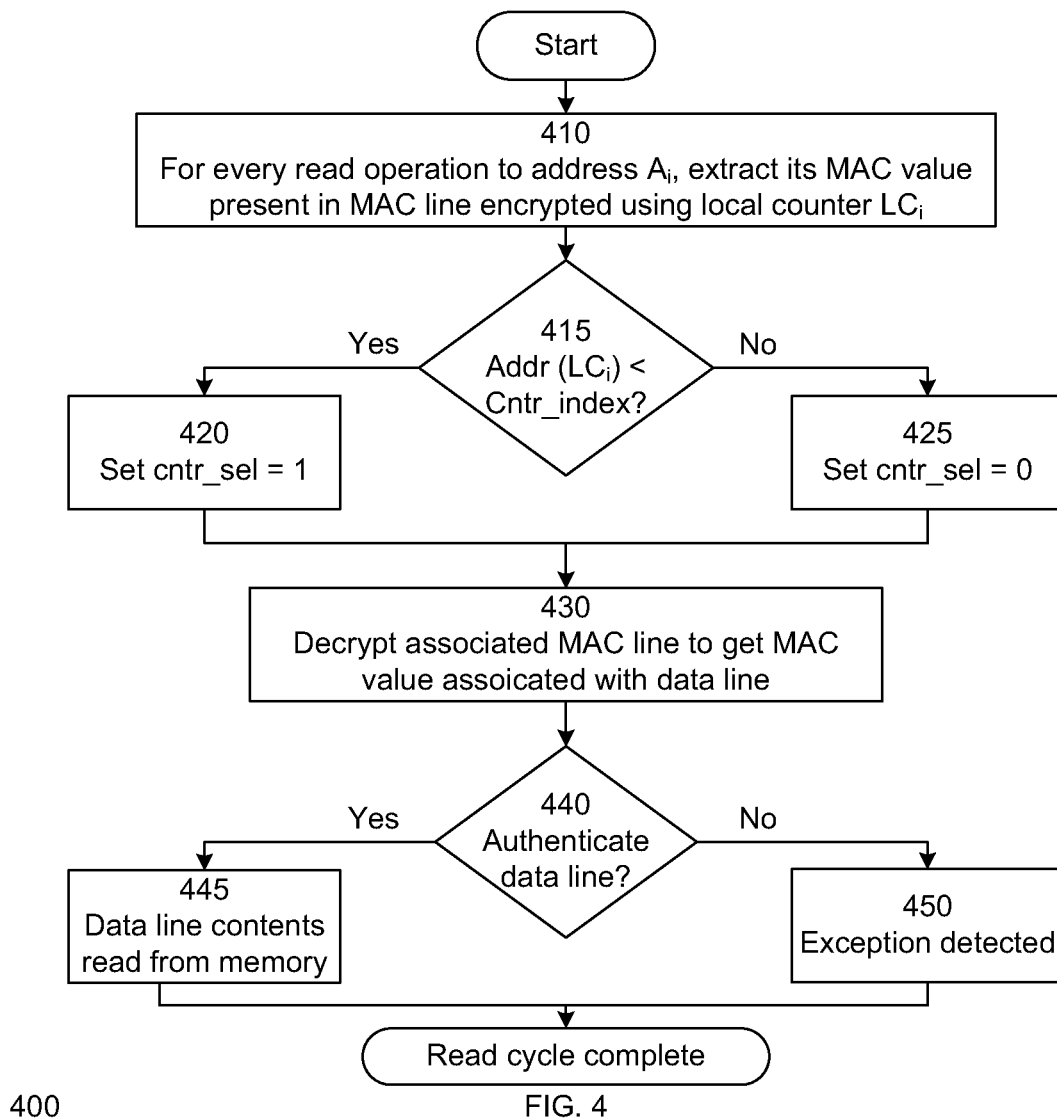 Start
410
For every read operation to address Aᵢ, extract its MAC value
present in MAC line encrypted using local counter LCᵢ
Yes
415
Addr (LCᵢ) <
Cntr_index?
No
420
Set cntr_sel = 1
425
Set cntr_sel = 0
430
Decrypt associated MAC line to get MAC
value assoicated with data line
Yes
440
Authenticate
data line?
No
445
Data line contents
read from memory
450
Exception detected
Read cycle complete
400
FIG. 4